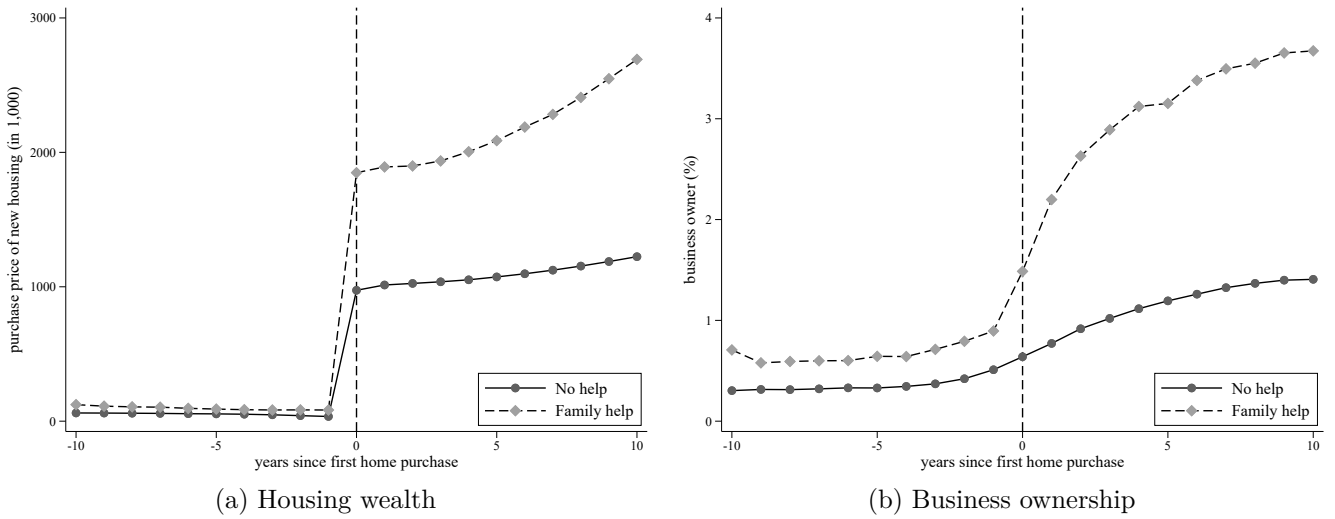 purchase price of new housing (in 1,000)
3000
2000
1000
0
-10 -5 0 5 10
years since first home purchase
No help
Family help
(a) Housing wealth
business owner (%)
4
3
2
1
0
-10 -5 0 5 10
years since first home purchase
No help
Family help
(b) Business ownership